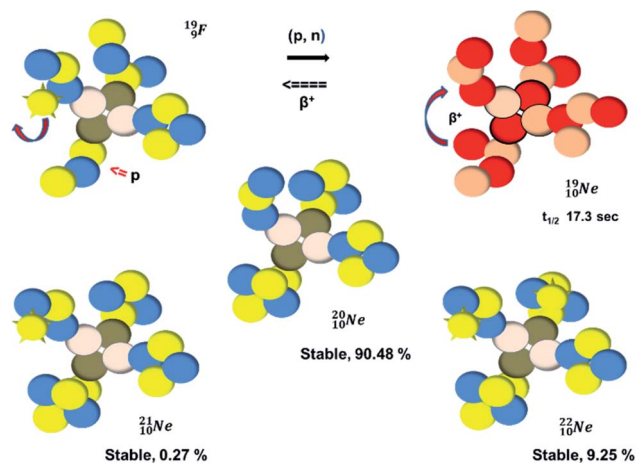 ¹⁹₉F
(p, n)
<====
β⁺
p
β⁺
¹⁹₁₀Ne
t₁/₂ 17.3 sec
²⁰₁₀Ne
Stable, 90.48 %
²¹₁₀Ne
Stable, 0.27 %
²²₁₀Ne
Stable, 9.25 %